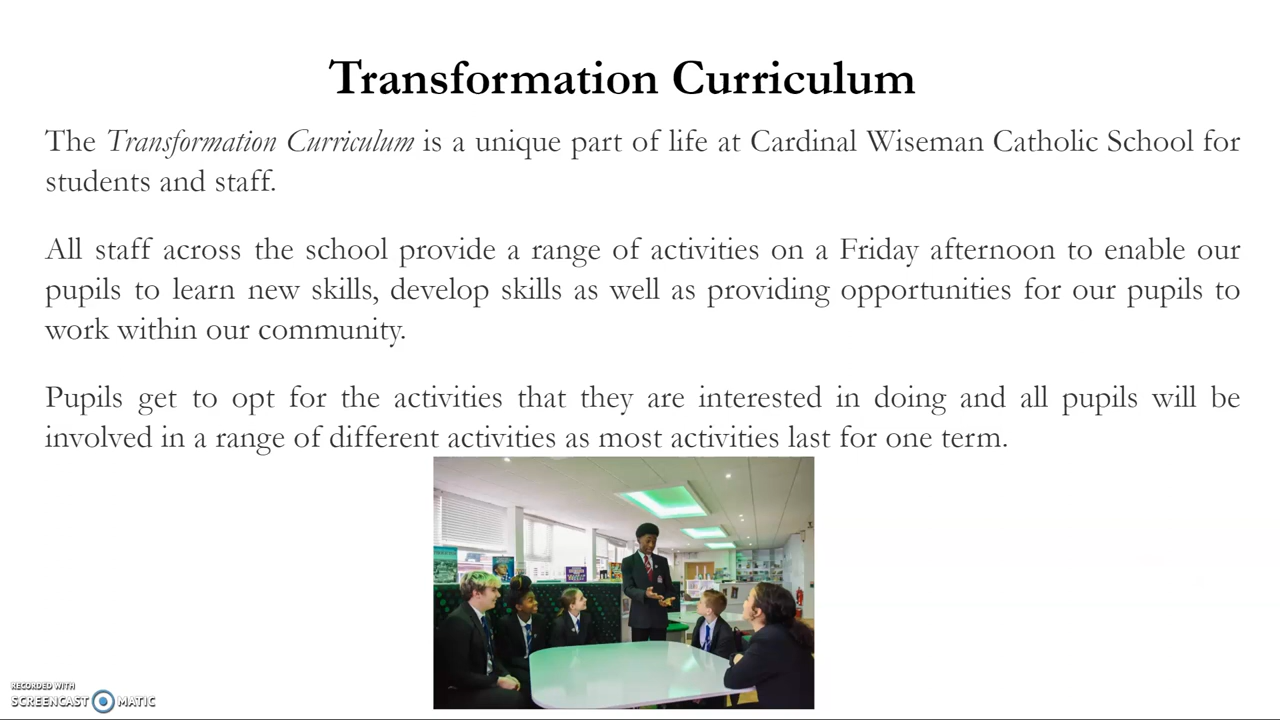 Transformation Curriculum
The Transformation Curriculum is a unique part of life at Cardinal Wiseman Catholic School for
students and staff.
All staff across the school provide a range of activities on a Friday afternoon to enable our
pupils to learn new skills, develop skills as well as providing opportunities for our pupils to
work within our community.
Pupils get to opt for the activities that they are interested in doing and all pupils will be
involved in a range of different activities as most activities last for one term.
RECORDED WITH
SCREENCAST MATIC